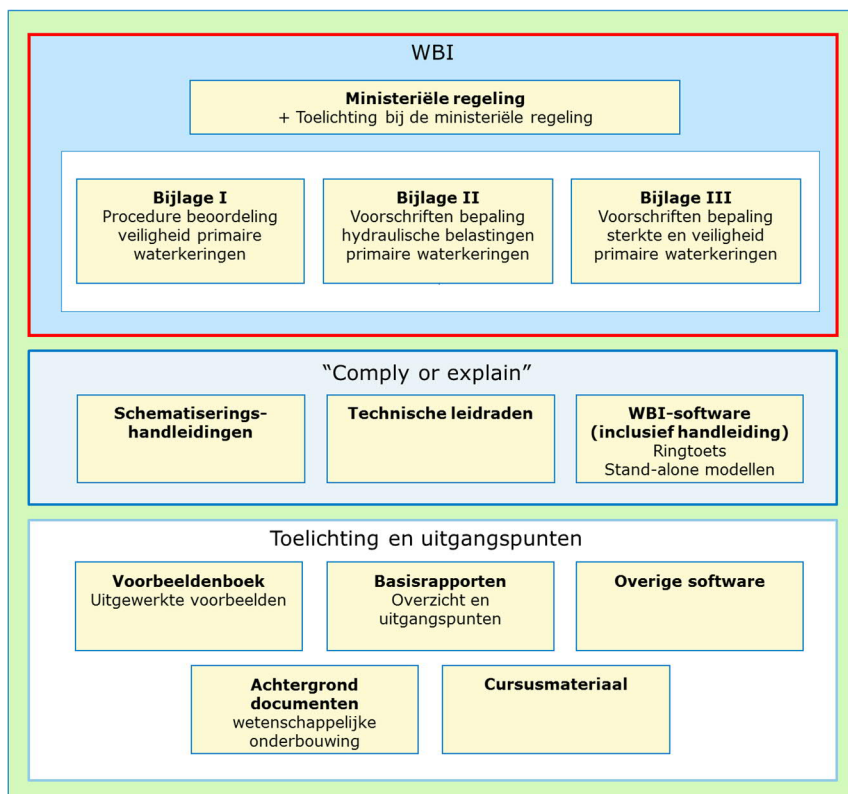 WBI
Ministeriële regeling
+ Toelichting bij de ministeriële regeling
Bijlage I
Procedure beoordeling
veiligheid primaire
waterkeringen
Bijlage II
Voorschriften bepaling
hydraulische belastingen
primaire waterkeringen
Bijlage III
Voorschriften bepaling
sterkte en veiligheid
primaire waterkeringen
“Comply or explain”
Schematiserings-
handleidingen
Technische leidraden
WBI-software
(inclusief handleiding)
Ringtoets
Stand-alone modellen
Toelichting en uitgangspunten
Voorbeeldenboek
Uitgewerkte voorbeelden
Basisrapporten
Overzicht en
uitgangspunten
Overige software
Achtergrond
documenten
wetenschappelijke
onderbouwing
Cursusmateriaal